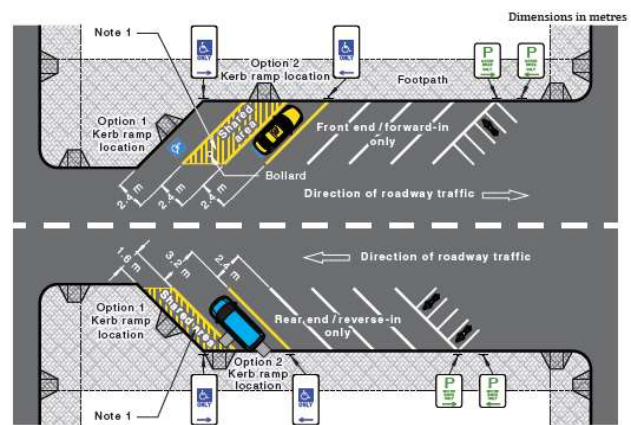 Dimensions in metres
Note 1
ONLY
ONLY
P
P
Option 2
Kerb ramp location
Footpath
Option 1
Kerb ramp
location
Shared
area
Front end / forward-in
only
Bollard
2.4 m
2.4 m
2.4 m
Direction of roadway traffic
Direction of roadway traffic
1.6 m
3.2 m
2.4 m
Option 1
Kerb ramp
location
Shared area
Rear end / reverse-in
only
Option 2
Kerb ramp
location
Note 1
ONLY
ONLY
P
P